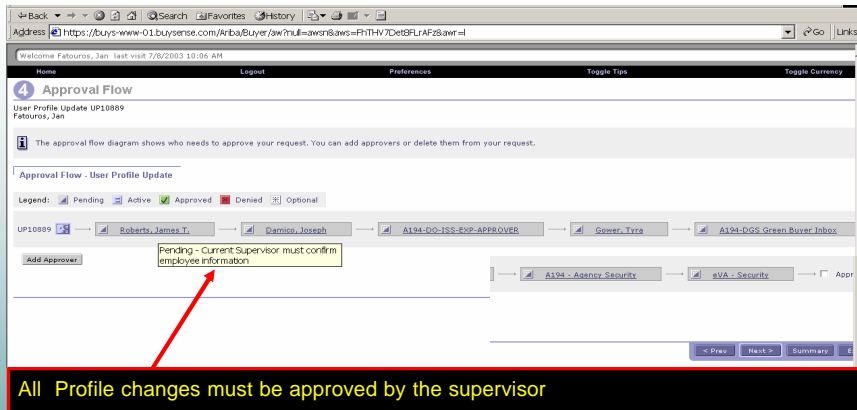 Back Search Favorites History
Address https://buys-www-01.buysense.com/Ariba/Buyer/aw?null=awsn&aws=FhTHV7Det8FLrAFz&awr=l Go Links
Welcome Fatouros, Jan last visit 7/8/2003 10:06 AM
Home Logout Preferences Toggle Tips Toggle Currency
4 Approval Flow
User Profile Update UP10889
Fatouros, Jan
i The approval flow diagram shows who needs to approve your request. You can add approvers or delete them from your request.
Approval Flow - User Profile Update
Legend: Pending Active Approved Denied Optional
UP10889 Roberts, James T. Damico, Joseph A194-DO-ISS-EXP-APPROVER Gower, Tyra A194-DGS Green Buyer Inbox
Pending - Current Supervisor must confirm
employee information
Add Approver
A194 - Agency Security eVA - Security Appr
< Prev Next > Summary E
All Profile changes must be approved by the supervisor